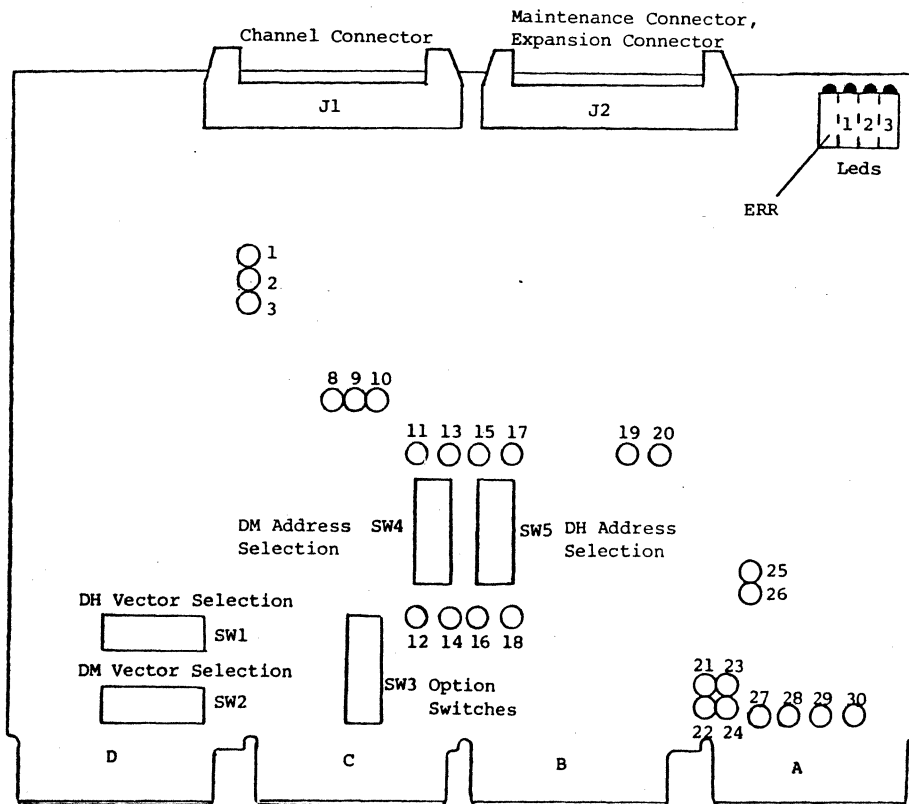 Channel Connector
Maintenance Connector,
Expansion Connector
J1
J2
1 2 3
Leds
ERR
1
2
3
8 9 10
11 13 15 17
19 20
DM Address
Selection
SW4
SW5
DH Address
Selection
25
26
DH Vector Selection
SW1
12 14 16 18
DM Vector Selection
SW2
SW3
Option
Switches
21 23
27 28 29 30
22 24
D
C
B
A